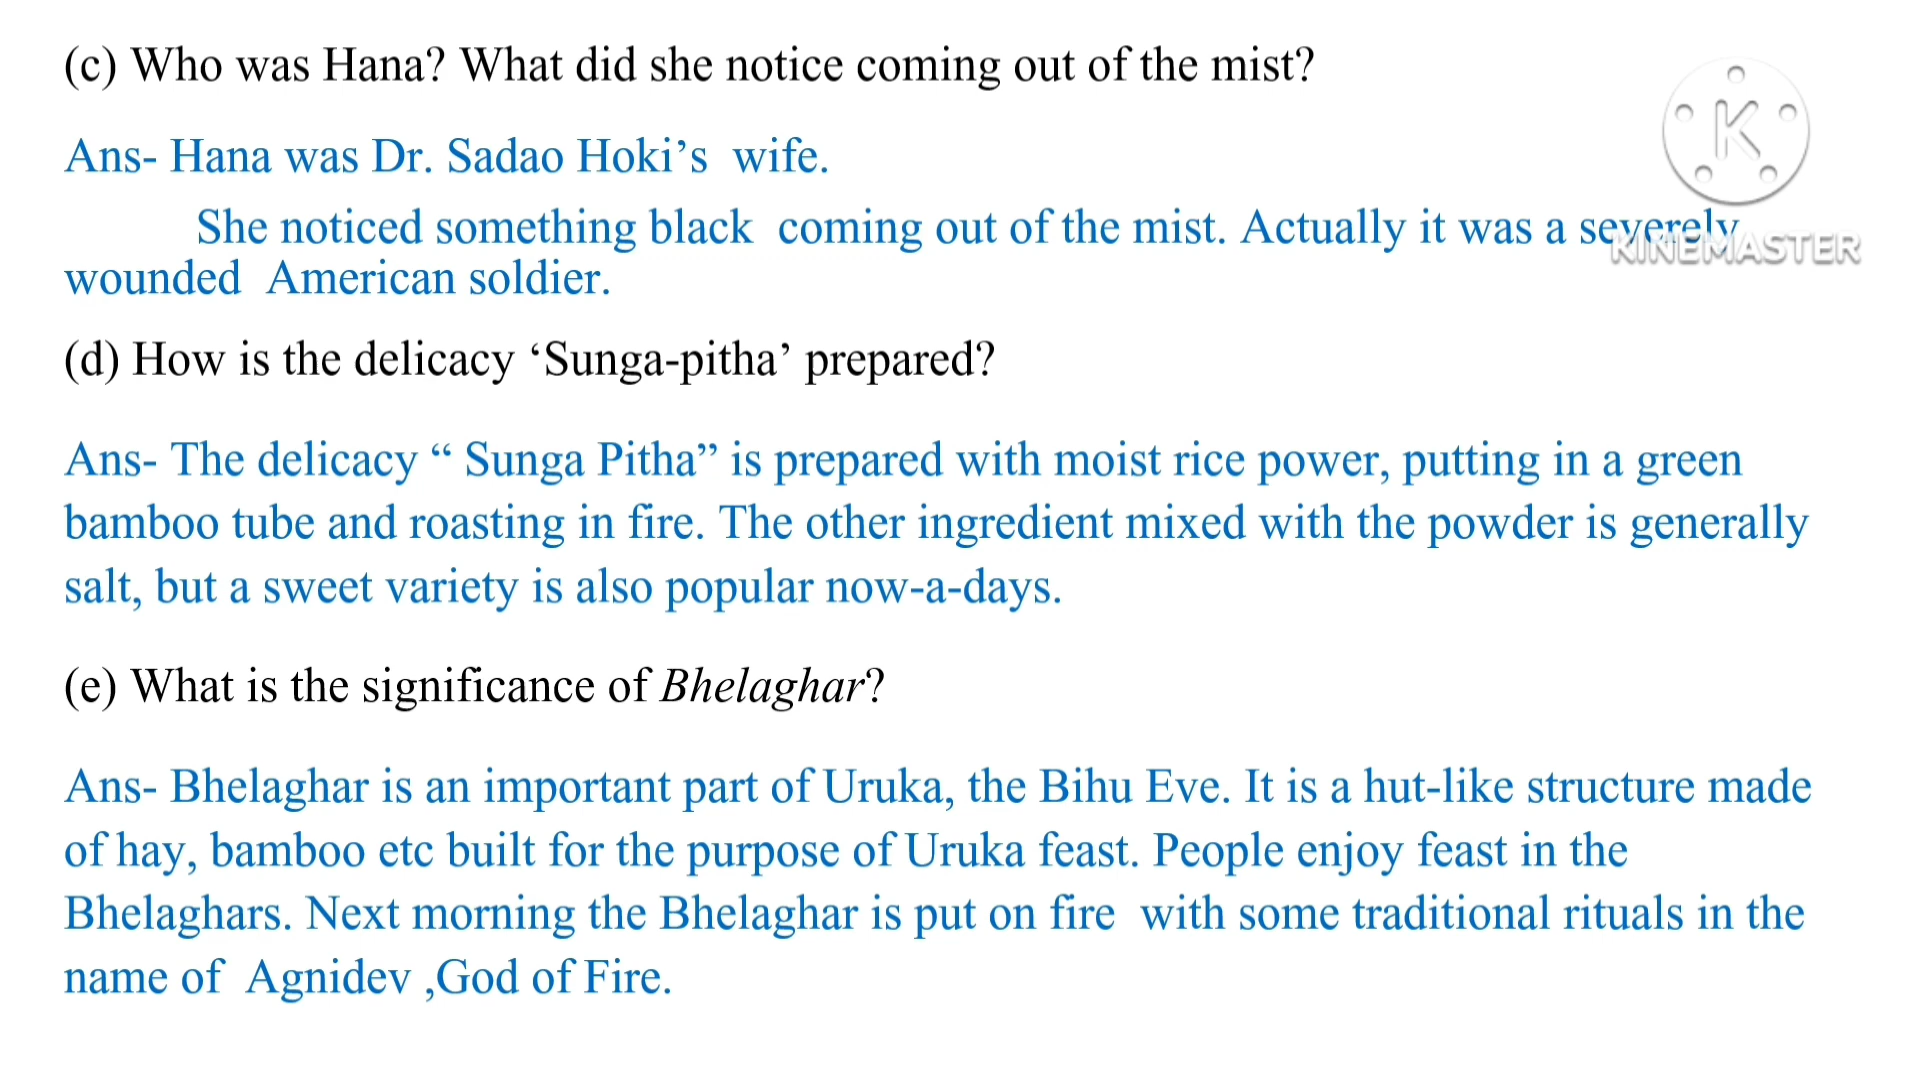 (c) Who was Hana? What did she notice coming out of the mist?
Ans- Hana was Dr. Sadao Hoki’s  wife.
She noticed something black  coming out of the mist. Actually it was a severely
wounded  American soldier.
(d) How is the delicacy ‘Sunga-pitha’ prepared?
Ans- The delicacy “ Sunga Pitha” is prepared with moist rice power, putting in a green
bamboo tube and roasting in fire. The other ingredient mixed with the powder is generally
salt, but a sweet variety is also popular now-a-days.
(e) What is the significance of Bhelaghar?
Ans- Bhelaghar is an important part of Uruka, the Bihu Eve. It is a hut-like structure made
of hay, bamboo etc built for the purpose of Uruka feast. People enjoy feast in the
Bhelaghars. Next morning the Bhelaghar is put on fire  with some traditional rituals in the
name of  Agnidev ,God of Fire.
K
KINEMASTER